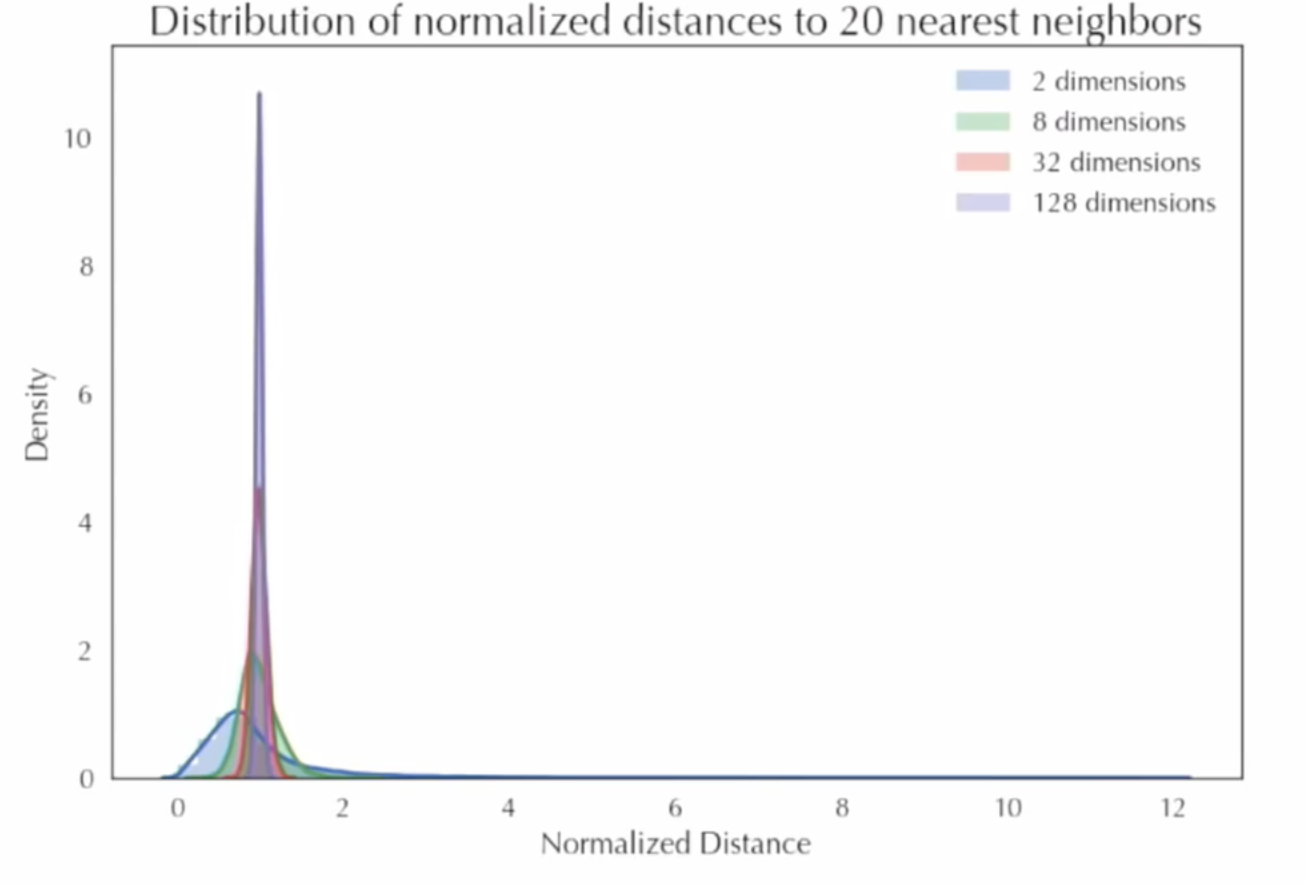 Distribution of normalized distances to 20 nearest neighbors
2 dimensions
8 dimensions
32 dimensions
128 dimensions
10
8
6
4
2
0
Density
0 2 4 6 8 10 12
Normalized Distance